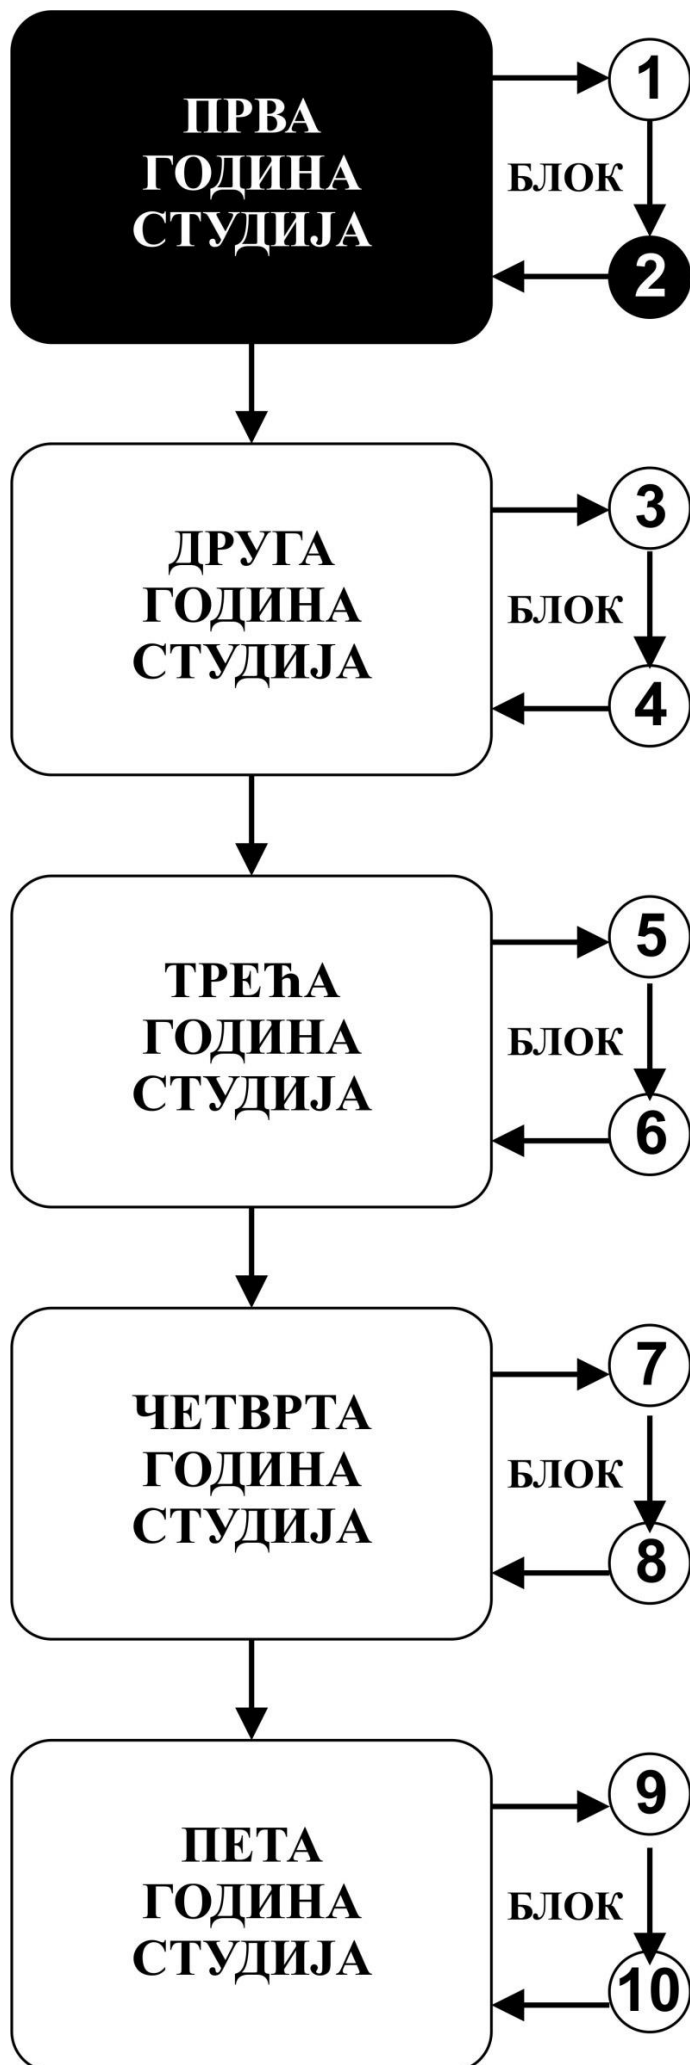 ПРВА
ГОДИНА
СТУДИЈА
1
БЛОК
2
ДРУГА
ГОДИНА
СТУДИЈА
3
БЛОК
4
ТРЕЋА
ГОДИНА
СТУДИЈА
5
БЛОК
6
ЧЕТВРТА
ГОДИНА
СТУДИЈА
7
БЛОК
8
ПЕТА
ГОДИНА
СТУДИЈА
9
БЛОК
10